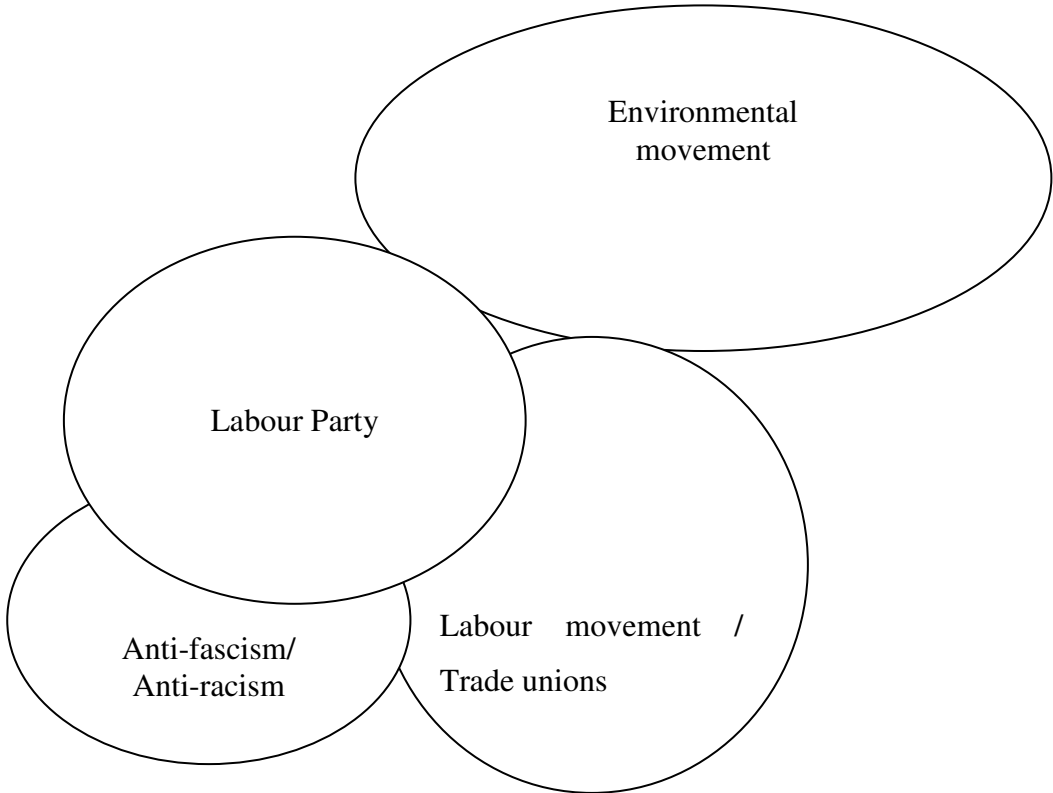 Environmental
movement
Labour Party
Anti-fascism/
Anti-racism
Labour movement /
Trade unions